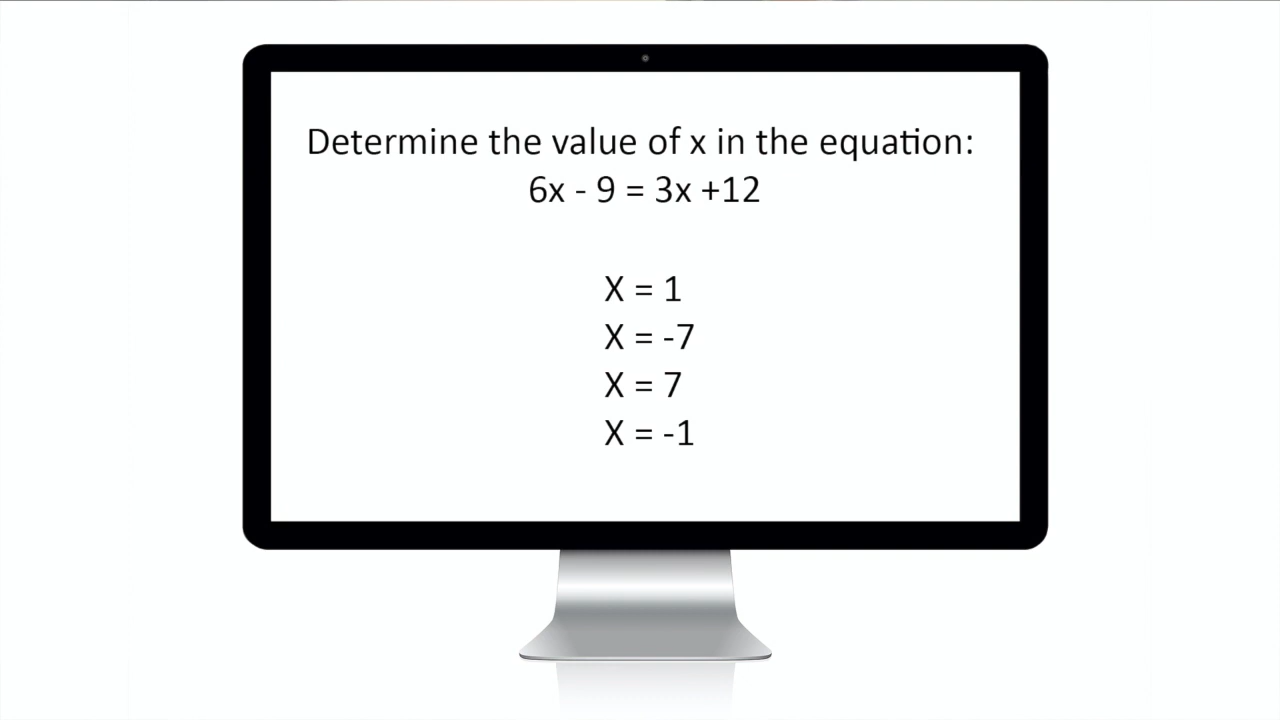 Determine the value of x in the equation:
6x - 9 = 3x +12
X = 1
X = -7
X = 7
X = -1